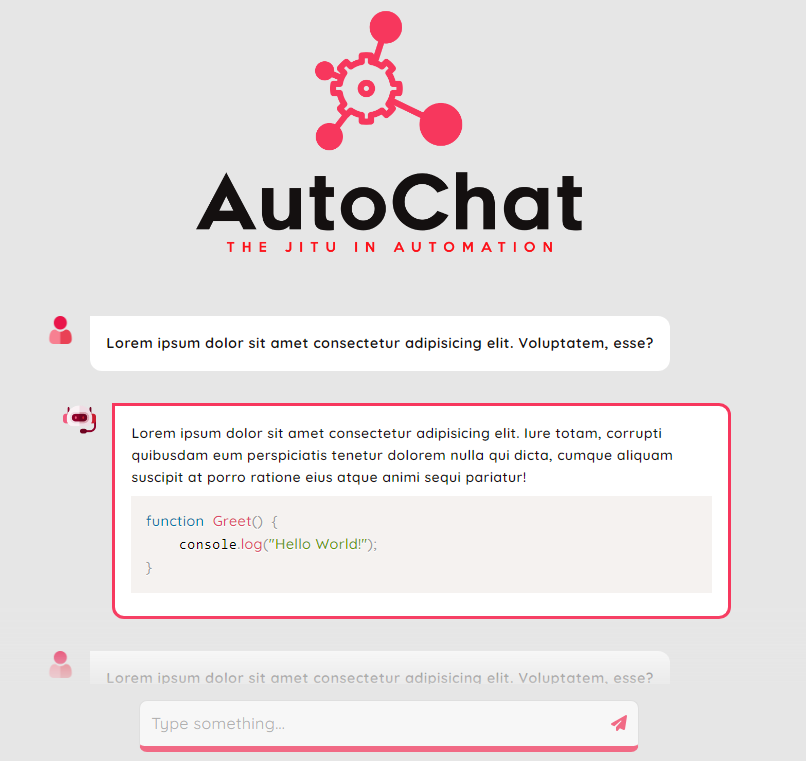 AutoChat
THE JITU IN AUTOMATION
Lorem ipsum dolor sit amet consectetur adipisicing elit. Voluptatem, esse?
Lorem ipsum dolor sit amet consectetur adipisicing elit. Iure totam, corrupti
quibusdam eum perspiciatis tenetur dolorem nulla qui dicta, cumque aliquam
suscipit at porro ratione eius atque animi sequi pariatur!
function Greet() {
    console.log("Hello World!");
}
Lorem ipsum dolor sit amet consectetur adipisicing elit. Voluptatem, esse?
Type something...